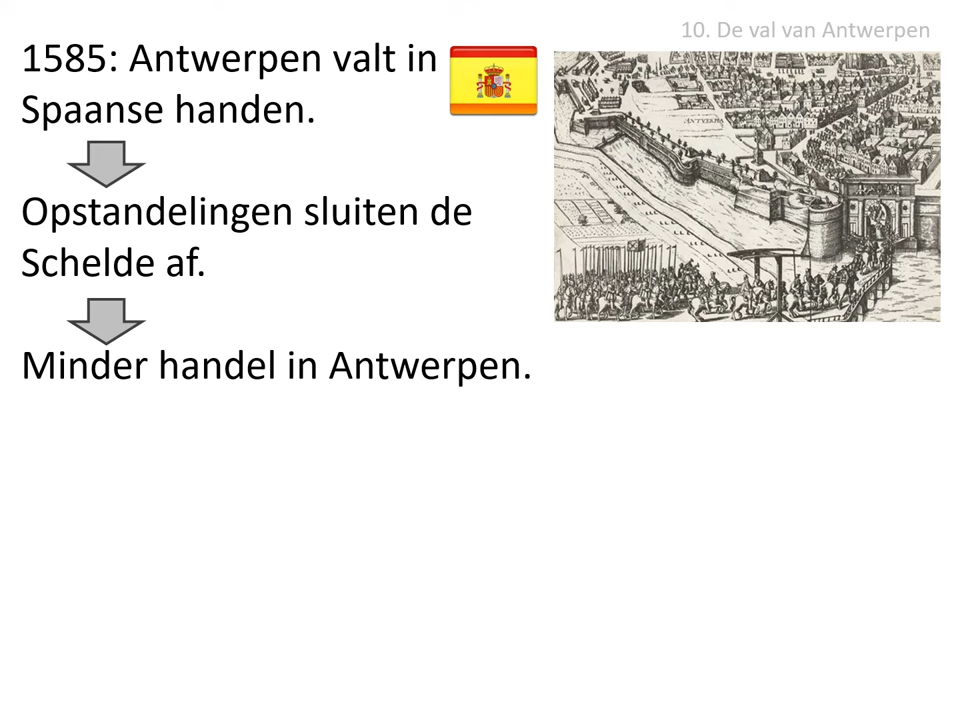 10. De val van Antwerpen
1585: Antwerpen valt in
Spaanse handen.
ANTVERPIA
Opstandelingen sluiten de
Schelde af.
Minder handel in Antwerpen.